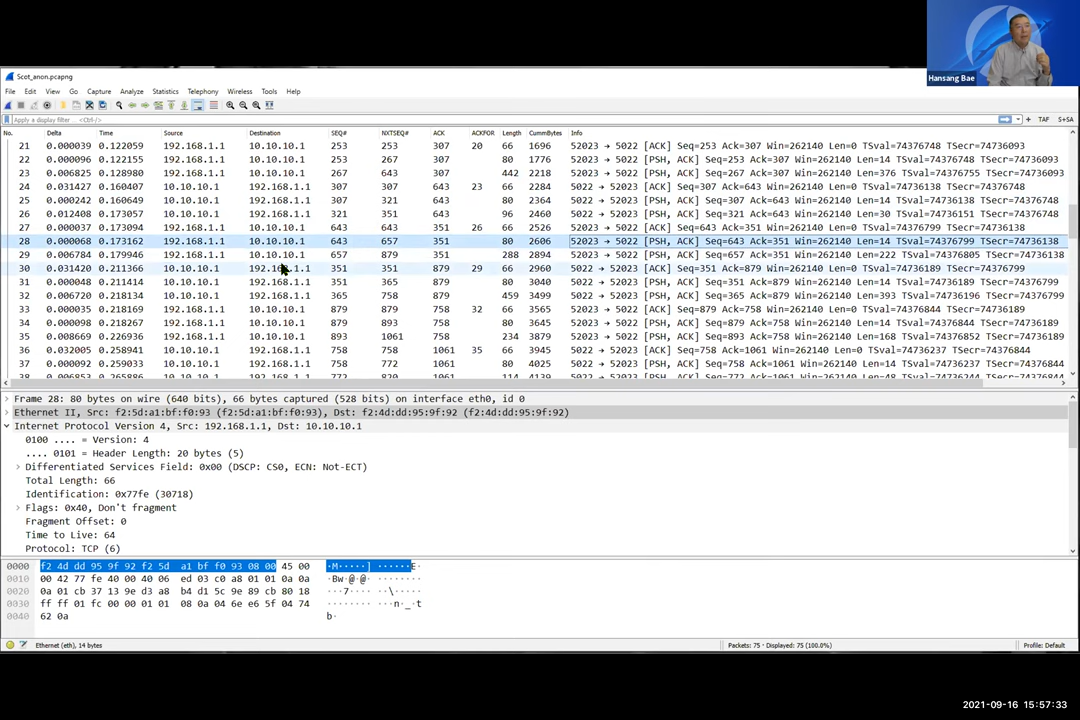 Hansang Bae
Scot_anon.pcapng
File Edit View Go Capture Analyze Statistics Telephony Wireless Tools Help
Apply a display filter ... <Ctrl-/> + TAF S+SA
No. Delta Time Source Destination SEQ# NXTSEQ# ACK ACKFOR Length CummBytes Info
21 0.000039 0.122059 192.168.1.1 10.10.10.1 253 253 307 20 66 1696 52023 → 5022 [ACK] Seq=253 Ack=307 Win=262140 Len=0 TSval=74376748 TSecr=74736093
22 0.000096 0.122155 192.168.1.1 10.10.10.1 253 267 307 80 1776 52023 → 5022 [PSH, ACK] Seq=253 Ack=307 Win=262140 Len=14 TSval=74376748 TSecr=74736093
23 0.006825 0.128980 192.168.1.1 10.10.10.1 267 643 307 442 2218 52023 → 5022 [PSH, ACK] Seq=267 Ack=307 Win=262140 Len=376 TSval=74376755 TSecr=74736093
24 0.031427 0.160407 10.10.10.1 192.168.1.1 307 307 643 23 66 2284 5022 → 52023 [ACK] Seq=307 Ack=643 Win=262140 Len=0 TSval=74736138 TSecr=74376748
25 0.000242 0.160649 10.10.10.1 192.168.1.1 307 321 643 80 2364 5022 → 52023 [PSH, ACK] Seq=307 Ack=643 Win=262140 Len=14 TSval=74736138 TSecr=74376748
26 0.012408 0.173057 10.10.10.1 192.168.1.1 321 351 643 96 2460 5022 → 52023 [PSH, ACK] Seq=321 Ack=643 Win=262140 Len=30 TSval=74736151 TSecr=74376748
27 0.000037 0.173094 192.168.1.1 10.10.10.1 643 643 351 26 66 2526 52023 → 5022 [ACK] Seq=643 Ack=351 Win=262140 Len=0 TSval=74376799 TSecr=74736138
28 0.000068 0.173162 192.168.1.1 10.10.10.1 643 657 351 80 2606 52023 → 5022 [PSH, ACK] Seq=643 Ack=351 Win=262140 Len=14 TSval=74376799 TSecr=74736138
29 0.006784 0.179946 192.168.1.1 10.10.10.1 657 879 351 288 2894 52023 → 5022 [PSH, ACK] Seq=657 Ack=351 Win=262140 Len=222 TSval=74376805 TSecr=74736138
30 0.031420 0.211366 10.10.10.1 192.168.1.1 351 351 879 29 66 2960 5022 → 52023 [ACK] Seq=351 Ack=879 Win=262140 Len=0 TSval=74736189 TSecr=74376799
31 0.000048 0.211414 10.10.10.1 192.168.1.1 351 365 879 80 3040 5022 → 52023 [PSH, ACK] Seq=351 Ack=879 Win=262140 Len=14 TSval=74736189 TSecr=74376799
32 0.006720 0.218134 10.10.10.1 192.168.1.1 365 758 879 459 3499 5022 → 52023 [PSH, ACK] Seq=365 Ack=879 Win=262140 Len=393 TSval=74736196 TSecr=74376799
33 0.000035 0.218169 192.168.1.1 10.10.10.1 879 879 758 32 66 3565 52023 → 5022 [ACK] Seq=879 Ack=758 Win=262140 Len=0 TSval=74376844 TSecr=74736189
34 0.000098 0.218267 192.168.1.1 10.10.10.1 879 893 758 80 3645 52023 → 5022 [PSH, ACK] Seq=879 Ack=758 Win=262140 Len=14 TSval=74376844 TSecr=74736189
35 0.008669 0.226936 192.168.1.1 10.10.10.1 893 1061 758 234 3879 52023 → 5022 [PSH, ACK] Seq=893 Ack=758 Win=262140 Len=168 TSval=74376852 TSecr=74736189
36 0.032005 0.258941 10.10.10.1 192.168.1.1 758 758 1061 35 66 3945 5022 → 52023 [ACK] Seq=758 Ack=1061 Win=262140 Len=0 TSval=74736237 TSecr=74376844
37 0.000092 0.259033 10.10.10.1 192.168.1.1 758 772 1061 80 4025 5022 → 52023 [PSH, ACK] Seq=758 Ack=1061 Win=262140 Len=14 TSval=74736237 TSecr=74376844
38 0.006853 0.265886 10.10.10.1 192.168.1.1 772 820 1061 114 4139 5022 → 52023 [PSH, ACK] Seq=772 Ack=1061 Win=262140 Len=48
Frame 28: 80 bytes on wire (640 bits), 66 bytes captured (528 bits) on interface eth0, id 0
Ethernet II, Src: f2:5d:a1:bf:f0:93 (f2:5d:a1:bf:f0:93), Dst: f2:4d:dd:95:9f:92 (f2:4d:dd:95:9f:92)
Internet Protocol Version 4, Src: 192.168.1.1, Dst: 10.10.10.1
0100 .... = Version: 4
.... 0101 = Header Length: 20 bytes (5)
Differentiated Services Field: 0x00 (DSCP: CS0, ECN: Not-ECT)
Total Length: 66
Identification: 0x77fe (30718)
Flags: 0x40, Don't fragment
Fragment Offset: 0
Time to Live: 64
Protocol: TCP (6)
0000 f2 4d dd 95 9f 92 f2 5d a1 bf f0 93 08 00 45 00 ·M·····] ······E·
0010 00 42 77 fe 40 00 40 06 ed 03 c0 a8 01 01 0a 0a ·Bw·@·@· ········
0020 0a 01 cb 37 13 9e d3 a8 b4 d1 5c 9e 89 cb 80 18 ···7···· ··\·····
0030 ff ff 01 fc 00 00 01 01 08 0a 04 6e e6 5f 04 74 ········ ···n·_·t
0040 62 0a b·
Ethernet (eth), 14 bytes Packets: 75 · Displayed: 75 (100.0%) Profile: Default
2021-09-16 15:57:33